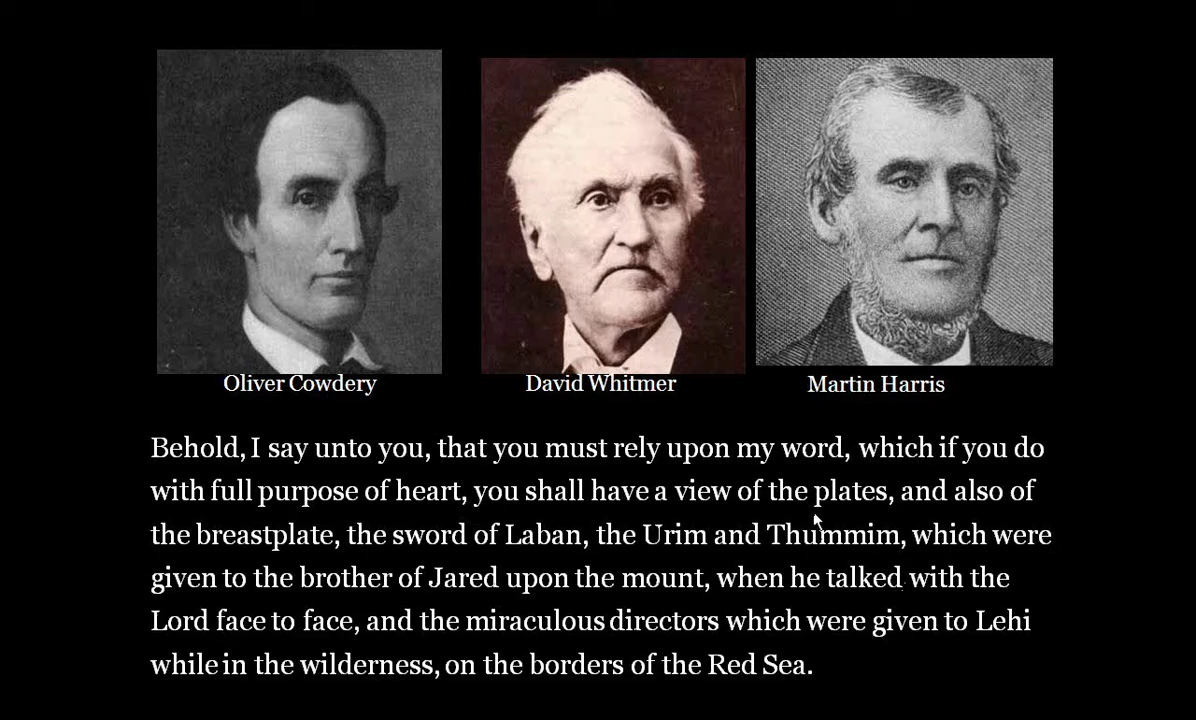 Oliver Cowdery
David Whitmer
Martin Harris
Behold, I say unto you, that you must rely upon my word, which if you do
with full purpose of heart, you shall have a view of the plates, and also of
the breastplate, the sword of Laban, the Urim and Thummim, which were
given to the brother of Jared upon the mount, when he talked with the
Lord face to face, and the miraculous directors which were given to Lehi
while in the wilderness, on the borders of the Red Sea.